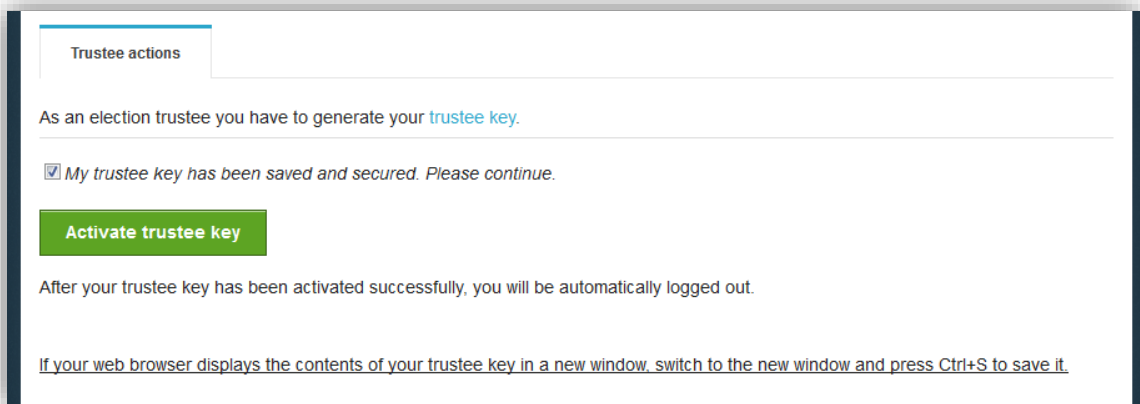 Trustee actions
As an election trustee you have to generate your trustee key.
My trustee key has been saved and secured. Please continue.
Activate trustee key
After your trustee key has been activated successfully, you will be automatically logged out.
If your web browser displays the contents of your trustee key in a new window, switch to the new window and press Ctrl+S to save it.